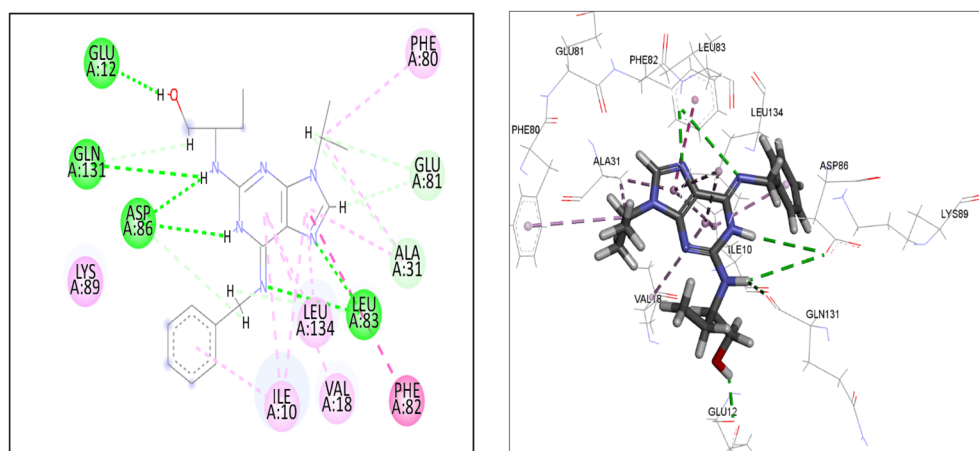 PHE
A:80
GLU
A:12
H
O
H
H
GLN
131
N
N
N
GLU
A:81
H
H
ASP
86
H
N
N
N
ALA
A:31
LYS
A:89
N
H
H
LEU
A:134
LEU
A:83
ILE
A:10
VAL
A:18
PHE
A:82
GLU81
PHE82
LEU83
PHE80
LEU134
ALA31
ASP86
LYS89
ILE10
VAL18
GLN131
GLU12